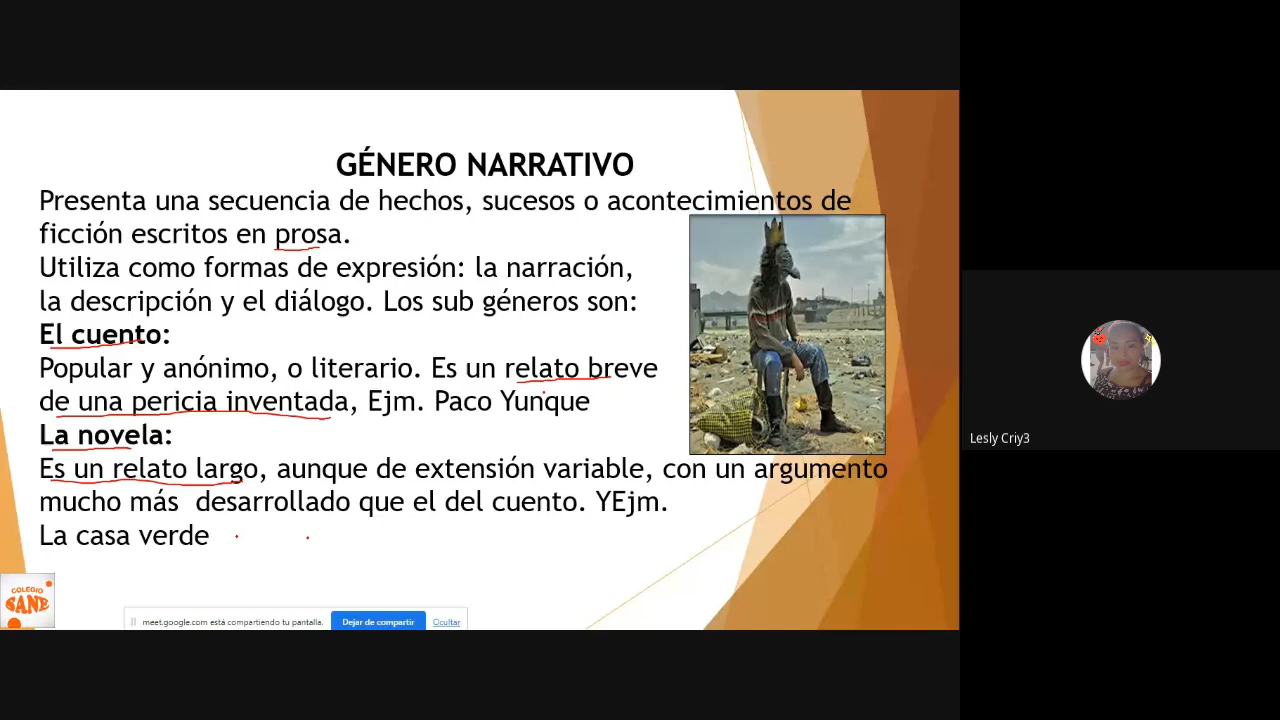 GÉNERO NARRATIVO
Presenta una secuencia de hechos, sucesos o acontecimientos de
ficción escritos en prosa.
Utiliza como formas de expresión: la narración,
la descripción y el diálogo. Los sub géneros son:
El cuento:
Popular y anónimo, o literario. Es un relato breve
de una pericia inventada, Ejm. Paco Yunque
La novela:
Es un relato largo, aunque de extensión variable, con un argumento
mucho más desarrollado que el del cuento. YEjm.
La casa verde
COLEGIO
SANE
meet.google.com está compartiendo tu pantalla.
Dejar de compartir
Ocultar
Lesly Criy3